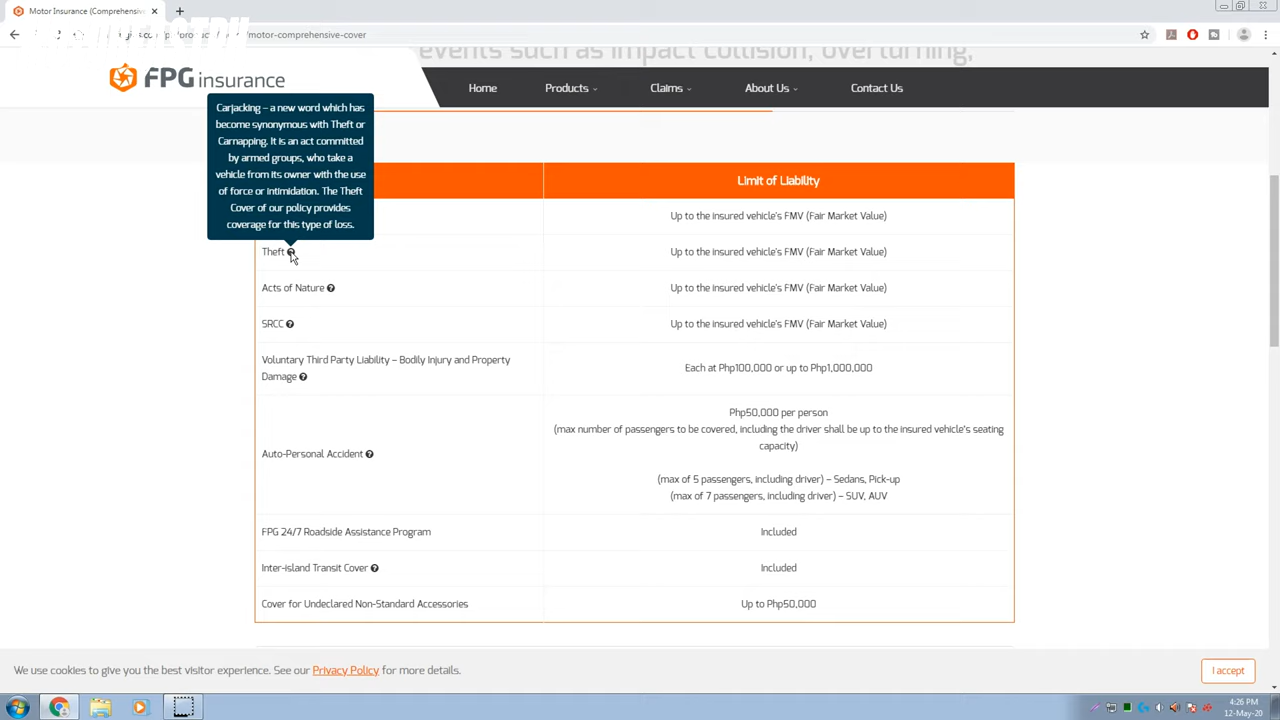 Motor Insurance (Comprehensive
/motor-comprehensive-cover
events such as impact collision, overturning,
FPG insurance
Home
Products
Claims
About Us
Contact Us
Carjacking – a new word which has
become synonymous with Theft or
Carnapping. It is an act committed
by armed groups, who take a
vehicle from its owner with the use
of force or intimidation. The Theft
Cover of our policy provides
coverage for this type of loss.
Limit of Liability
Up to the insured vehicle's FMV (Fair Market Value)
Theft
Up to the insured vehicle's FMV (Fair Market Value)
Acts of Nature
Up to the insured vehicle's FMV (Fair Market Value)
SRCC
Up to the insured vehicle's FMV (Fair Market Value)
Voluntary Third Party Liability – Bodily Injury and Property
Damage
Each at Php100,000 or up to Php1,000,000
Auto-Personal Accident
Php50,000 per person
(max number of passengers to be covered, including the driver shall be up to the insured vehicle's seating
capacity)
(max of 5 passengers, including driver) – Sedans, Pick-up
(max of 7 passengers, including driver) – SUV, AUV
FPG 24/7 Roadside Assistance Program
Included
Inter-island Transit Cover
Included
Cover for Undeclared Non-Standard Accessories
Up to Php50,000
We use cookies to give you the best visitor experience. See our Privacy Policy for more details.
I accept
4:26 PM
12-May-20